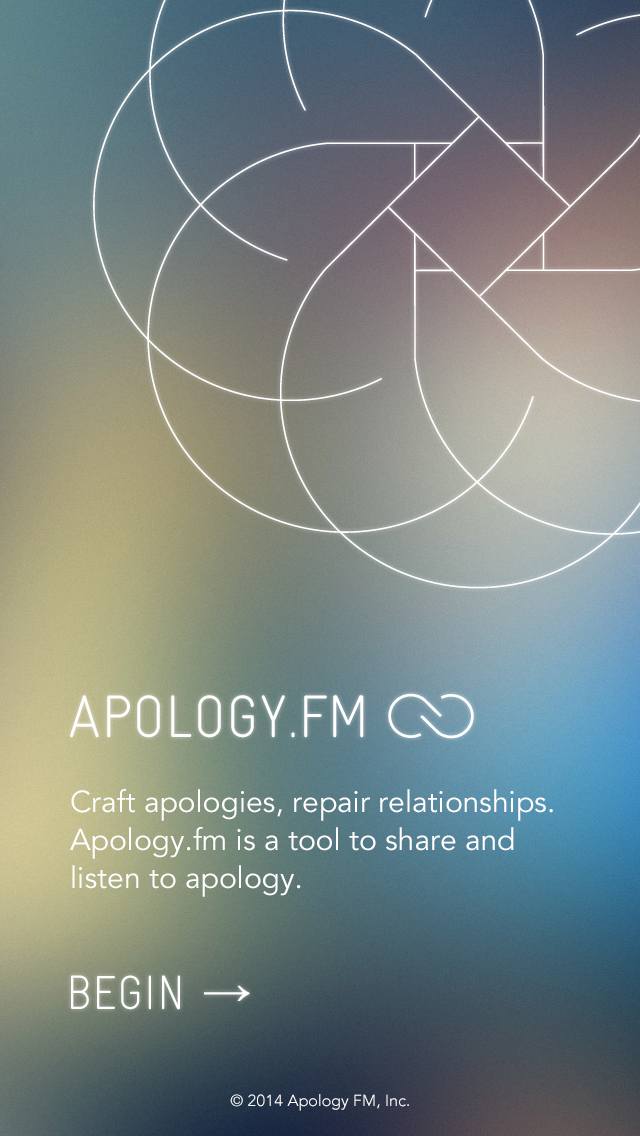 APOLOGY.FM
Craft apologies, repair relationships.
Apology.fm is a tool to share and
listen to apology.
BEGIN →
© 2014 Apology FM, Inc.